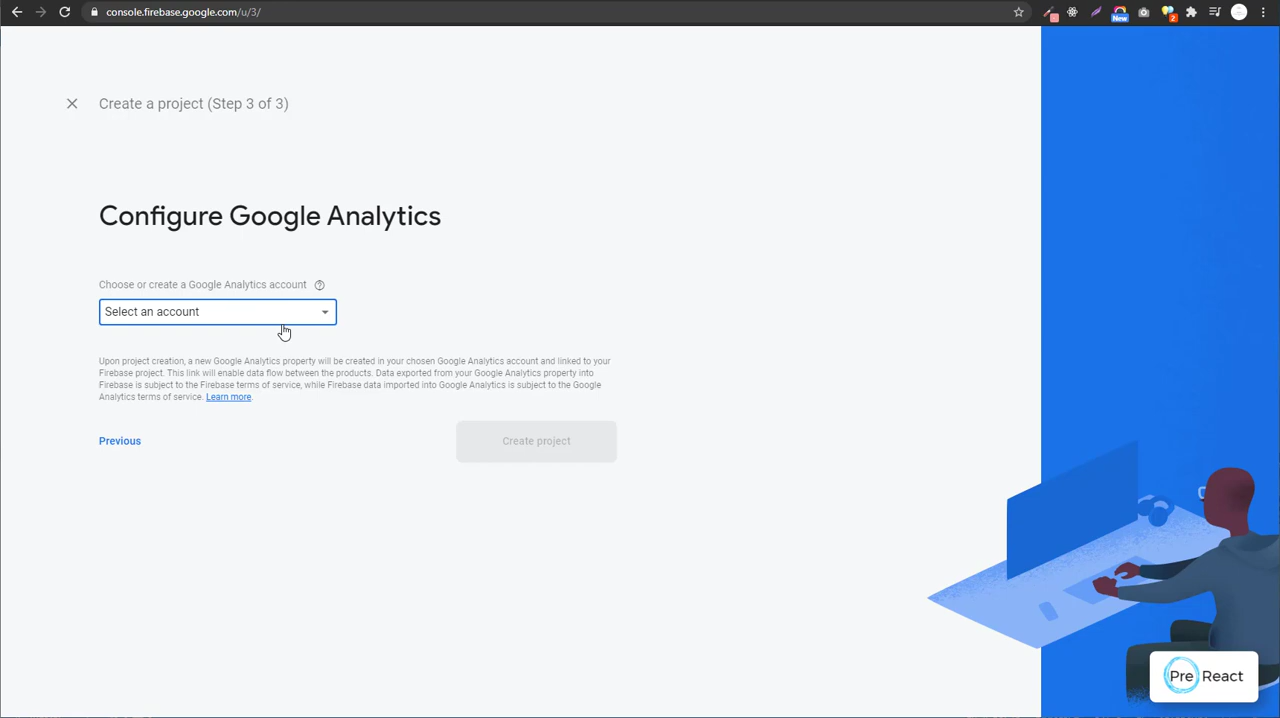 console.firebase.google.com/u/3/
New
2
Create a project (Step 3 of 3)
Configure Google Analytics
Choose or create a Google Analytics account
Select an account
Upon project creation, a new Google Analytics property will be created in your chosen Google Analytics account and linked to your
Firebase project. This link will enable data flow between the products. Data exported from your Google Analytics property into
Firebase is subject to the Firebase terms of service, while Firebase data imported into Google Analytics is subject to the Google
Analytics terms of service. Learn more.
Previous
Create project
Pre React